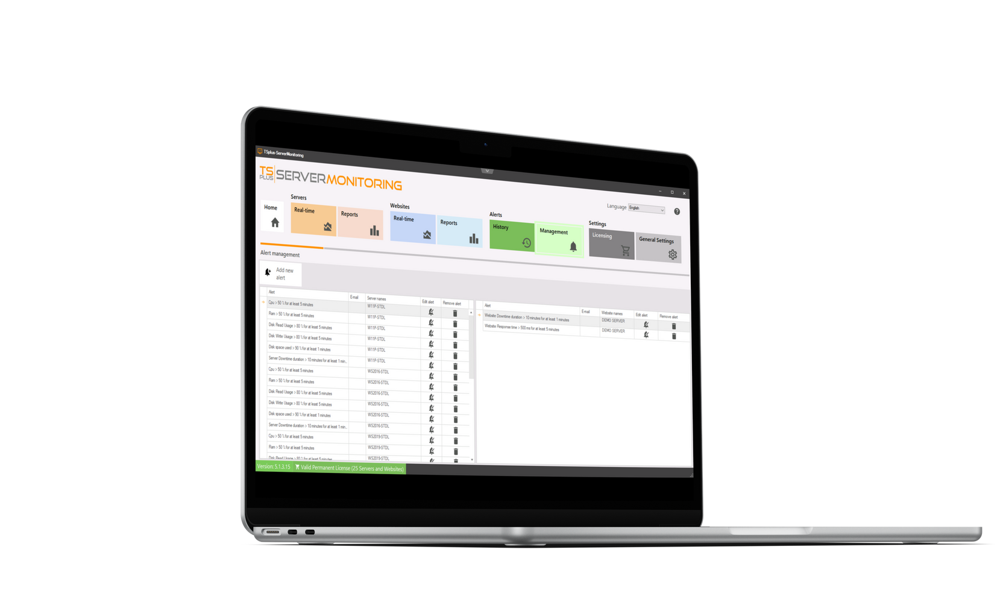 TSplus-ServerMonitoring
TS PLUS SERVERMONITORING
Language English
Servers
Websites
Alerts
Settings
Home
Real-time
Reports
Real-time
Reports
History
Management
Licensing
General Settings
Alert management
Add new
alert
Alert E-mail Server names Edit alert Remove alert
Cpu > 50 % for at least 5 minutes W11P-STDL
Ram > 50 % for at least 5 minutes W11P-STDL
Disk Read Usage > 80 % for at least 5 minutes W11P-STDL
Disk Write Usage > 80 % for at least 5 minutes W11P-STDL
Disk space used > 90 % for at least 1 minutes W11P-STDL
Server Downtime duration > 10 minutes for at least 1 min... W11P-STDL
Cpu > 50 % for at least 5 minutes WS2016-STDL
Ram > 50 % for at least 5 minutes WS2016-STDL
Disk Read Usage > 80 % for at least 5 minutes WS2016-STDL
Disk Write Usage > 80 % for at least 5 minutes WS2016-STDL
Disk space used > 90 % for at least 1 minutes WS2016-STDL
Server Downtime duration > 10 minutes for at least 1 min... WS2016-STDL
Cpu > 50 % for at least 5 minutes WS2019-STDL
Ram > 50 % for at least 5 minutes WS2019-STDL
Disk Read Usage > 80 % for at least 5 minutes WS2019-STDL
Alert E-mail Website names Edit alert Remove alert
Website Downtime duration > 10 minutes for at least 1 minutes DEMO SERVER
Website Response time > 500 ms for at least 5 minutes DEMO SERVER
Version: 5.1.3.15 Valid Permanent License (25 Servers and Websites)